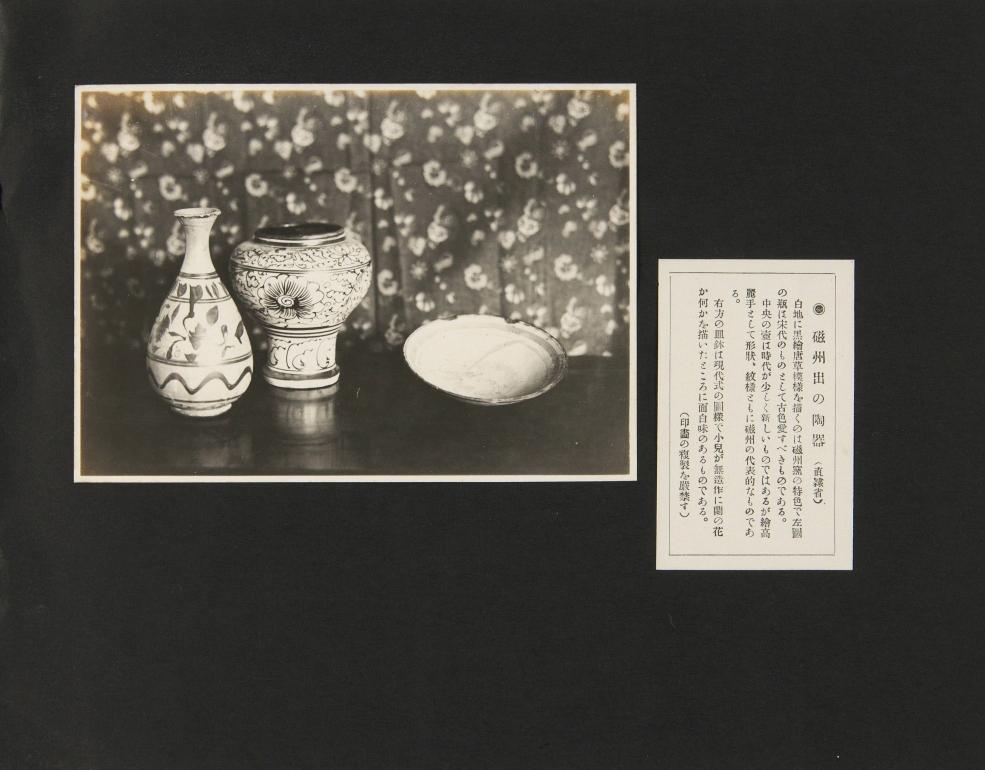 磁州出の陶器（直隷省）
白地に黒繪唐草模樣を描くのは磁州窯の特色で左圖
の瓶は宋代のものとして古色愛すべきものである。
中央の壺は時代が少しく新しいものではあるが繪高
麗手として形狀、紋樣ともに磁州の代表的なものであ
る。
右方の皿鉢は現代式の圖樣で小兒が無造作に蘭の花
か何かを描いたところに面白味のあるものである。
（印畫の複製を嚴禁す）